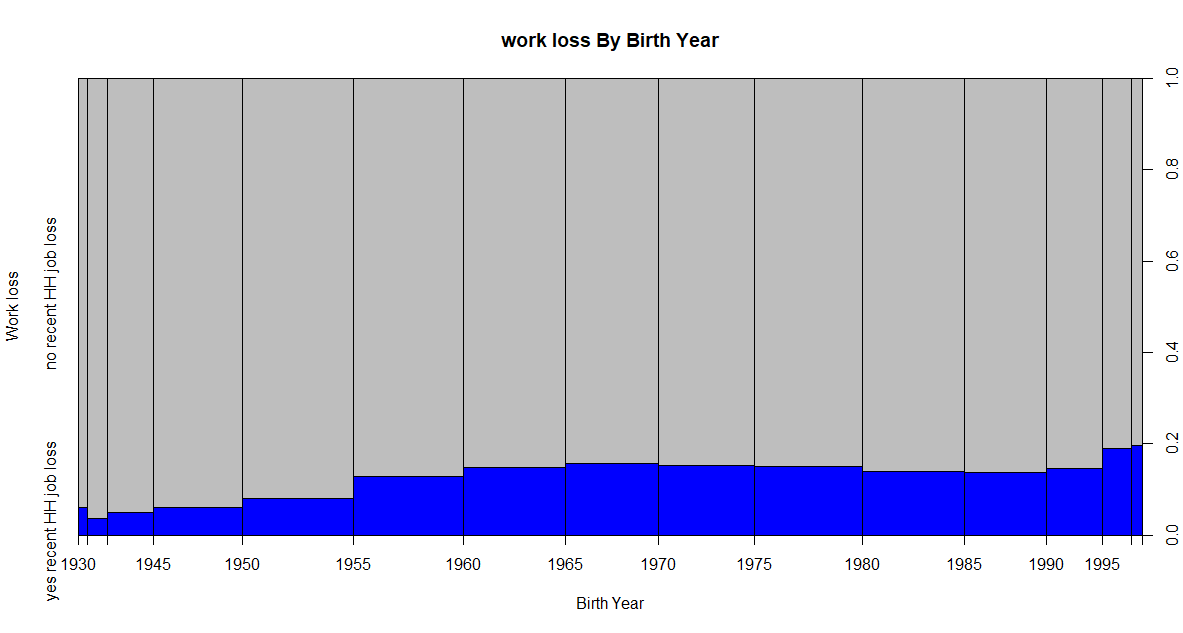 work loss By Birth Year
Work loss
no recent HH job loss
yes recent HH job loss
1.0
0.8
0.6
0.4
0.2
0.0
1930 1945 1950 1955 1960 1965 1970 1975 1980 1985 1990 1995
Birth Year